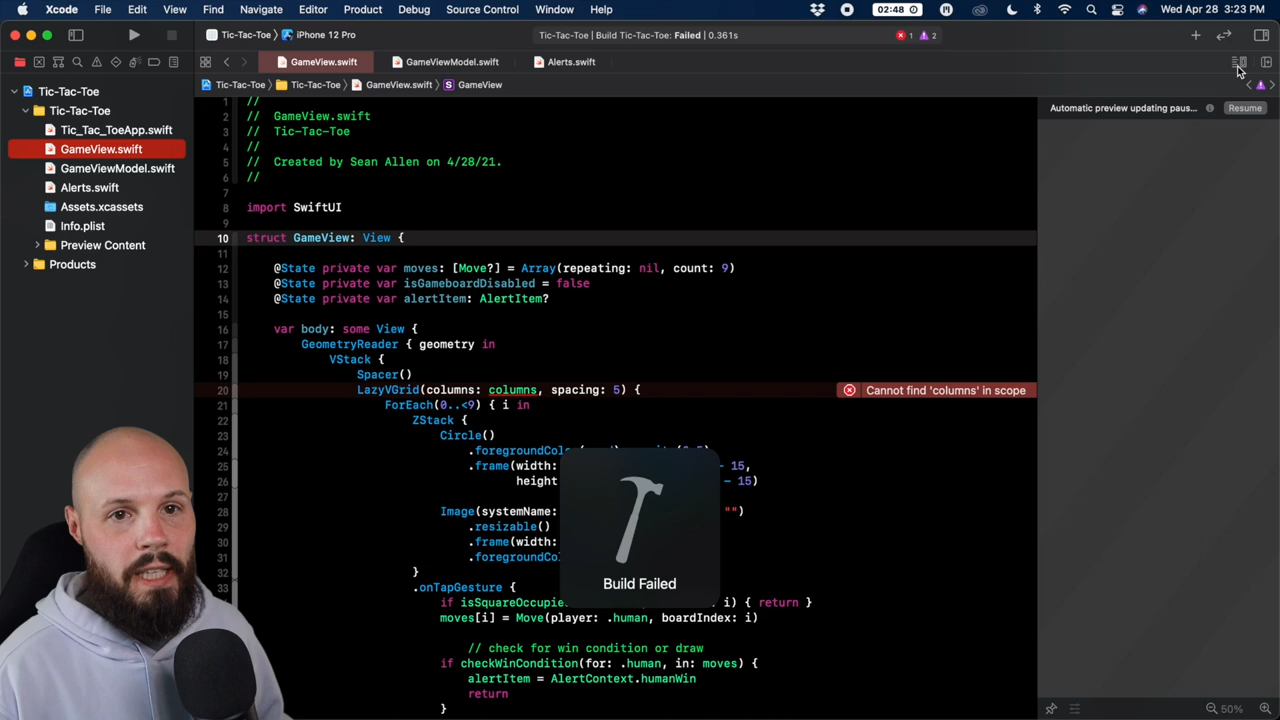 Xcode File Edit View Find Navigate Editor Product Debug Source Control Window Help 02:48 Wed Apr 28 3:23 PM
Tic-Tac-Toe iPhone 12 Pro Tic-Tac-Toe | Build Tic-Tac-Toe: Failed | 0.361s 1 2
GameView.swift GameViewModel.swift Alerts.swift
Tic-Tac-Toe Tic-Tac-Toe GameView.swift S GameView
Tic-Tac-Toe
Tic-Tac-Toe
Tic_Tac_ToeApp.swift
GameView.swift
GameViewModel.swift
Alerts.swift
Assets.xcassets
Info.plist
Preview Content
Products
1 //
2 // GameView.swift
3 // Tic-Tac-Toe
4 //
5 // Created by Sean Allen on 4/28/21.
6 //
7
8 import SwiftUI
9
10 struct GameView: View {
11
12 @State private var moves: [Move?] = Array(repeating: nil, count: 9)
13 @State private var isGameboardDisabled = false
14 @State private var alertItem: AlertItem?
15
16 var body: some View {
17 GeometryReader { geometry in
18 VStack {
19 Spacer()
20 LazyVGrid(columns: columns, spacing: 5) { Cannot find 'columns' in scope
21 ForEach(0..<9) { i in
22 ZStack {
23 Circle()
24 .foregroundColo
25 .frame(width: - 15,
26 height - 15)
27
28 Image(systemName: "")
29 .resizable()
30 .frame(width:
31 .foregroundColo
32 }
33 .onTapGesture {
if isSquareOccupie i) { return }
moves[i] = Move(player: .human, boardIndex: i)
// check for win condition or draw
if checkWinCondition(for: .human, in: moves) {
alertItem = AlertContext.humanWin
return
}
Build Failed
Automatic preview updating paus... Resume
50%